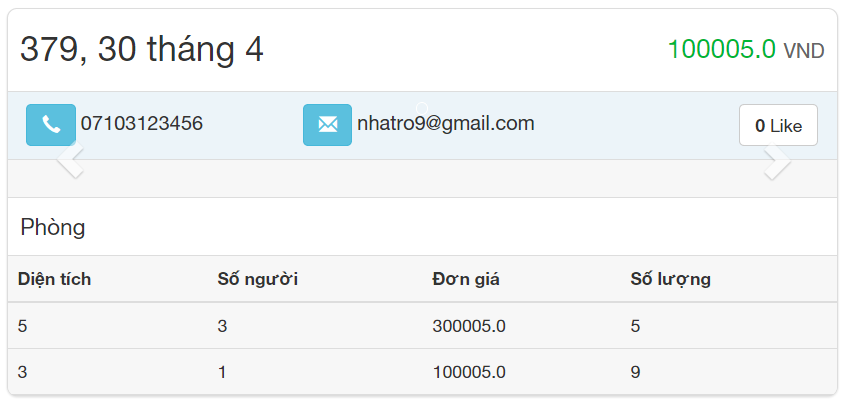 379, 30 tháng 4 100005.0 VND
07103123456 nhatro9@gmail.com 0 Like
Phòng
Diện tích Số người Đơn giá Số lượng
5 3 300005.0 5
3 1 100005.0 9